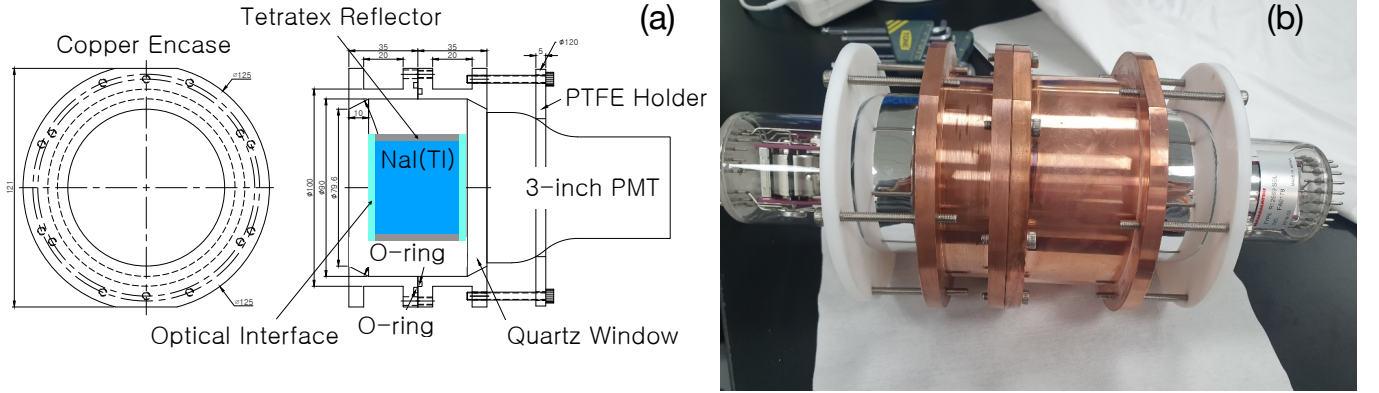 Tetratex Reflector
(a)
Copper Encase
35
35
20
20
5
ø120
ø125
PTFE Holder
10
NaI(Tl)
121
ø100
ø90
ø79.6
3-inch PMT
O-ring
ø125
O-ring
Optical Interface
Quartz Window
(b)